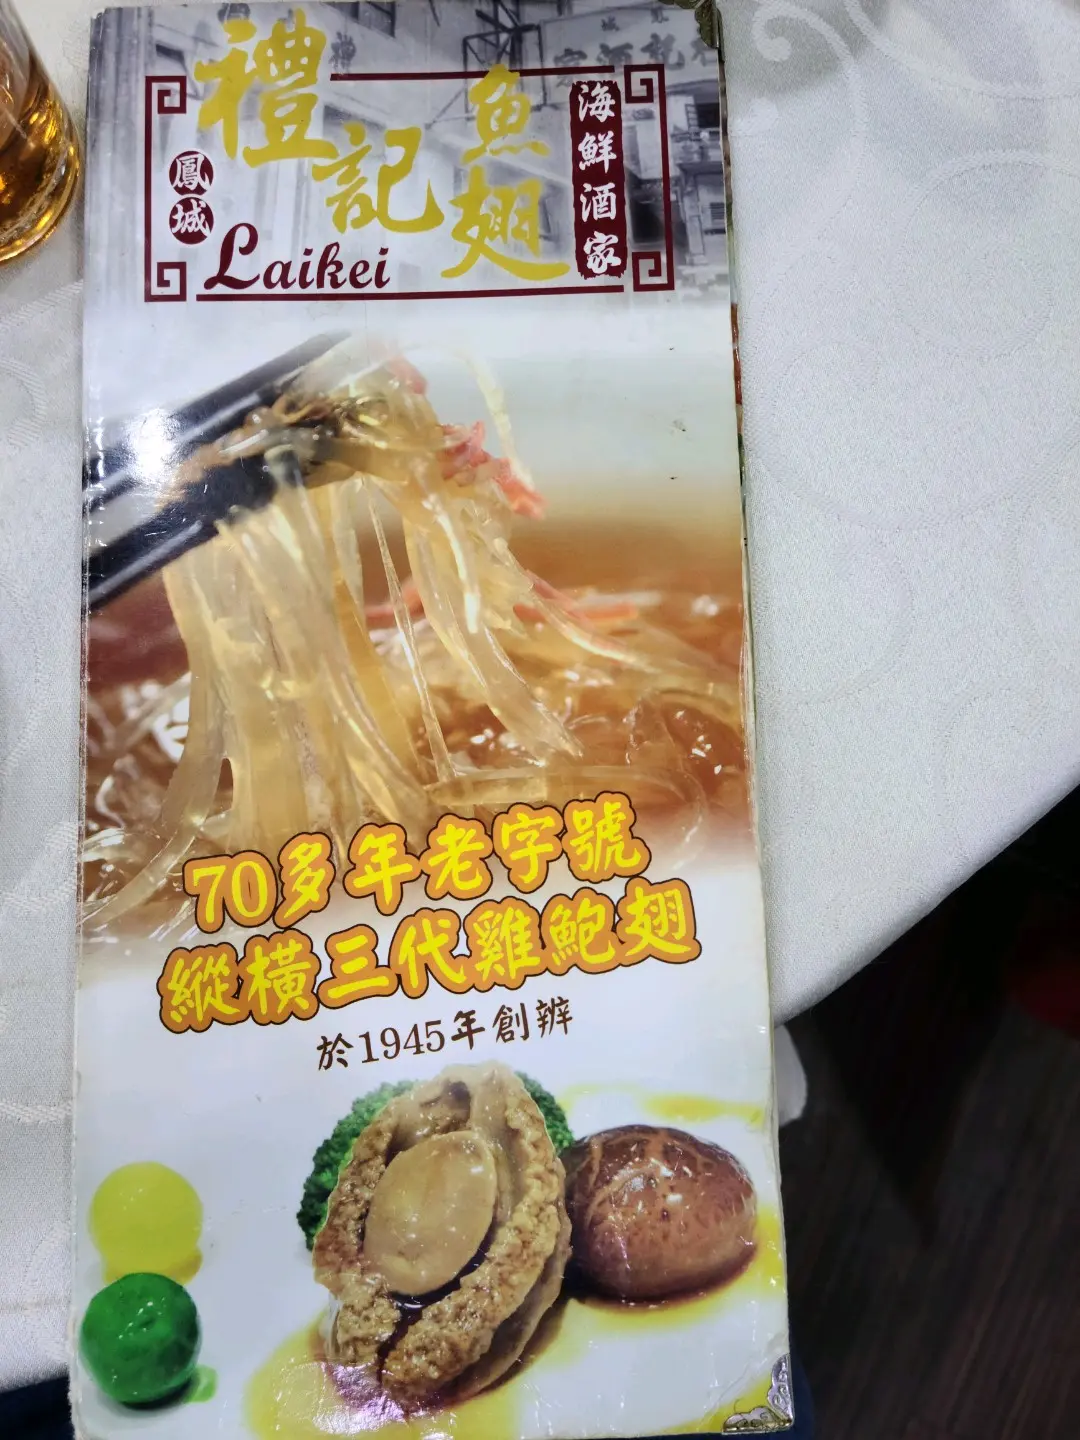 鳳城
禮記
魚翅
海鮮酒家
Laikei
70多年老字號
縱橫三代雞鮑翅
於1945年創辦